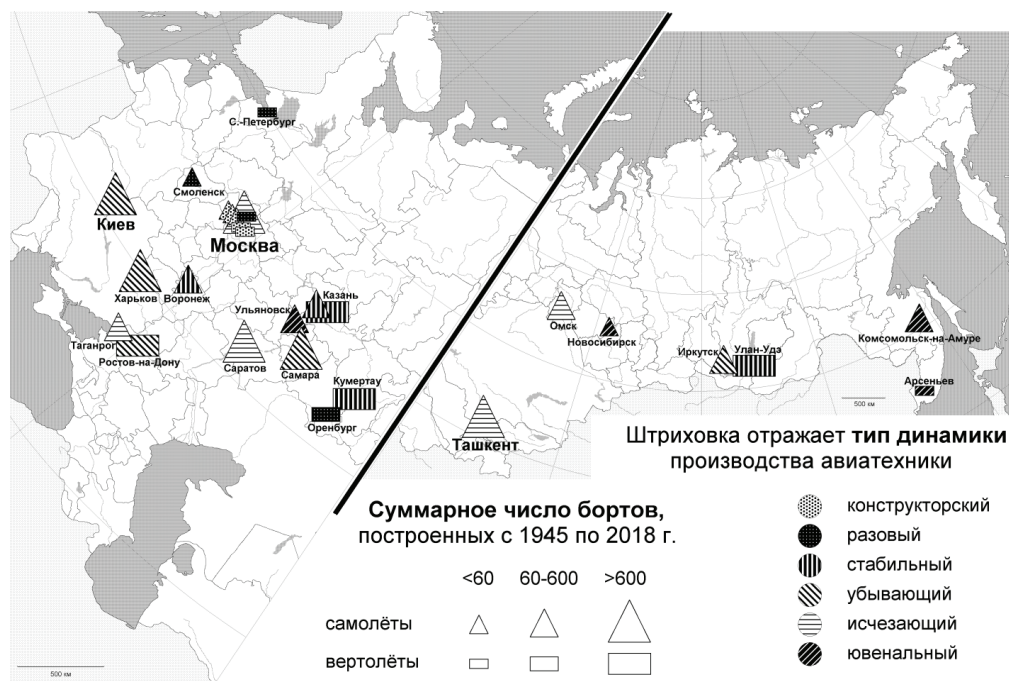 С.-Петербург
Смоленск
Киев
Москва
Харьков
Воронеж
Казань
Ульяновск
Таганрог
Ростов-на-Дону
Саратов
Самара
Кумертау
Оренбург
Омск
Новосибирск
Ташкент
Иркутск
Улан-Удэ
Комсомольск-на-Амуре
Арсеньев
500 км
500 км
Штриховка отражает тип динамики
производства авиатехники
конструкторский
разовый
стабильный
убывающий
исчезающий
ювенальный
Суммарное число бортов,
построенных с 1945 по 2018 г.
<60 60-600 >600
самолёты
вертолёты